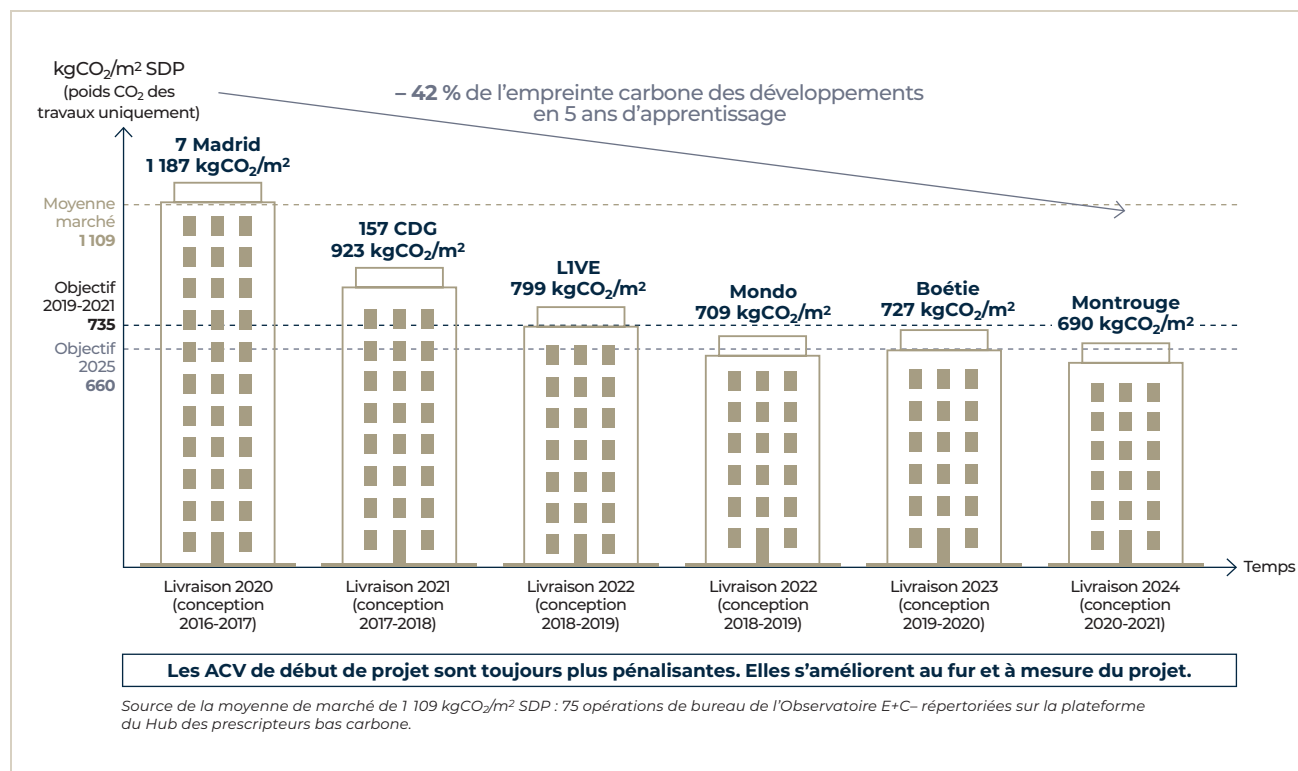 kgCO₂/m² SDP
(poids CO₂ des
travaux uniquement)
– 42 % de l’empreinte carbone des développements
en 5 ans d’apprentissage
7 Madrid
1 187 kgCO₂/m²
Moyenne
marché
1 109
157 CDG
923 kgCO₂/m²
L1VE
799 kgCO₂/m²
Mondo
709 kgCO₂/m²
Boétie
727 kgCO₂/m²
Montrouge
690 kgCO₂/m²
Objectif
2019-2021
735
Objectif
2025
660
Temps
Livraison 2020
(conception
2016-2017)
Livraison 2021
(conception
2017-2018)
Livraison 2022
(conception
2018-2019)
Livraison 2022
(conception
2018-2019)
Livraison 2023
(conception
2019-2020)
Livraison 2024
(conception
2020-2021)
Les ACV de début de projet sont toujours plus pénalisantes. Elles s’améliorent au fur et à mesure du projet.
Source de la moyenne de marché de 1 109 kgCO₂/m² SDP : 75 opérations de bureau de l’Observatoire E+C– répertoriées sur la plateforme
du Hub des prescripteurs bas carbone.